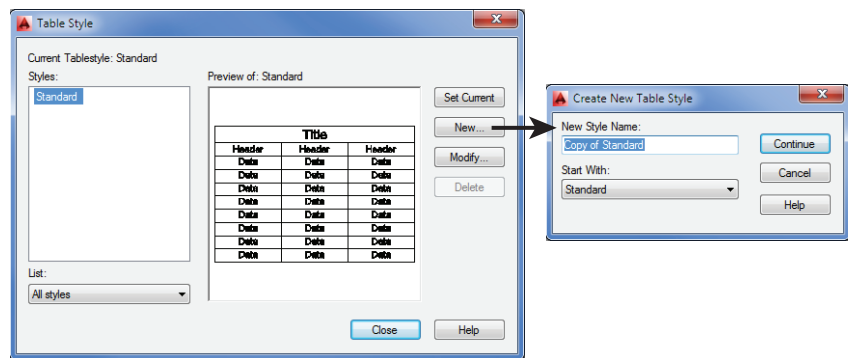 Table Style
Current Tablestyle: Standard
Styles:
Standard
Preview of: Standard
Title
Header Header Header
Data Data Data
Data Data Data
Data Data Data
Data Data Data
Data Data Data
Data Data Data
Data Data Data
Data Data Data
Set Current
New...
Modify...
Delete
List:
All styles
Close
Help
Create New Table Style
New Style Name:
Copy of Standard
Start With:
Standard
Continue
Cancel
Help